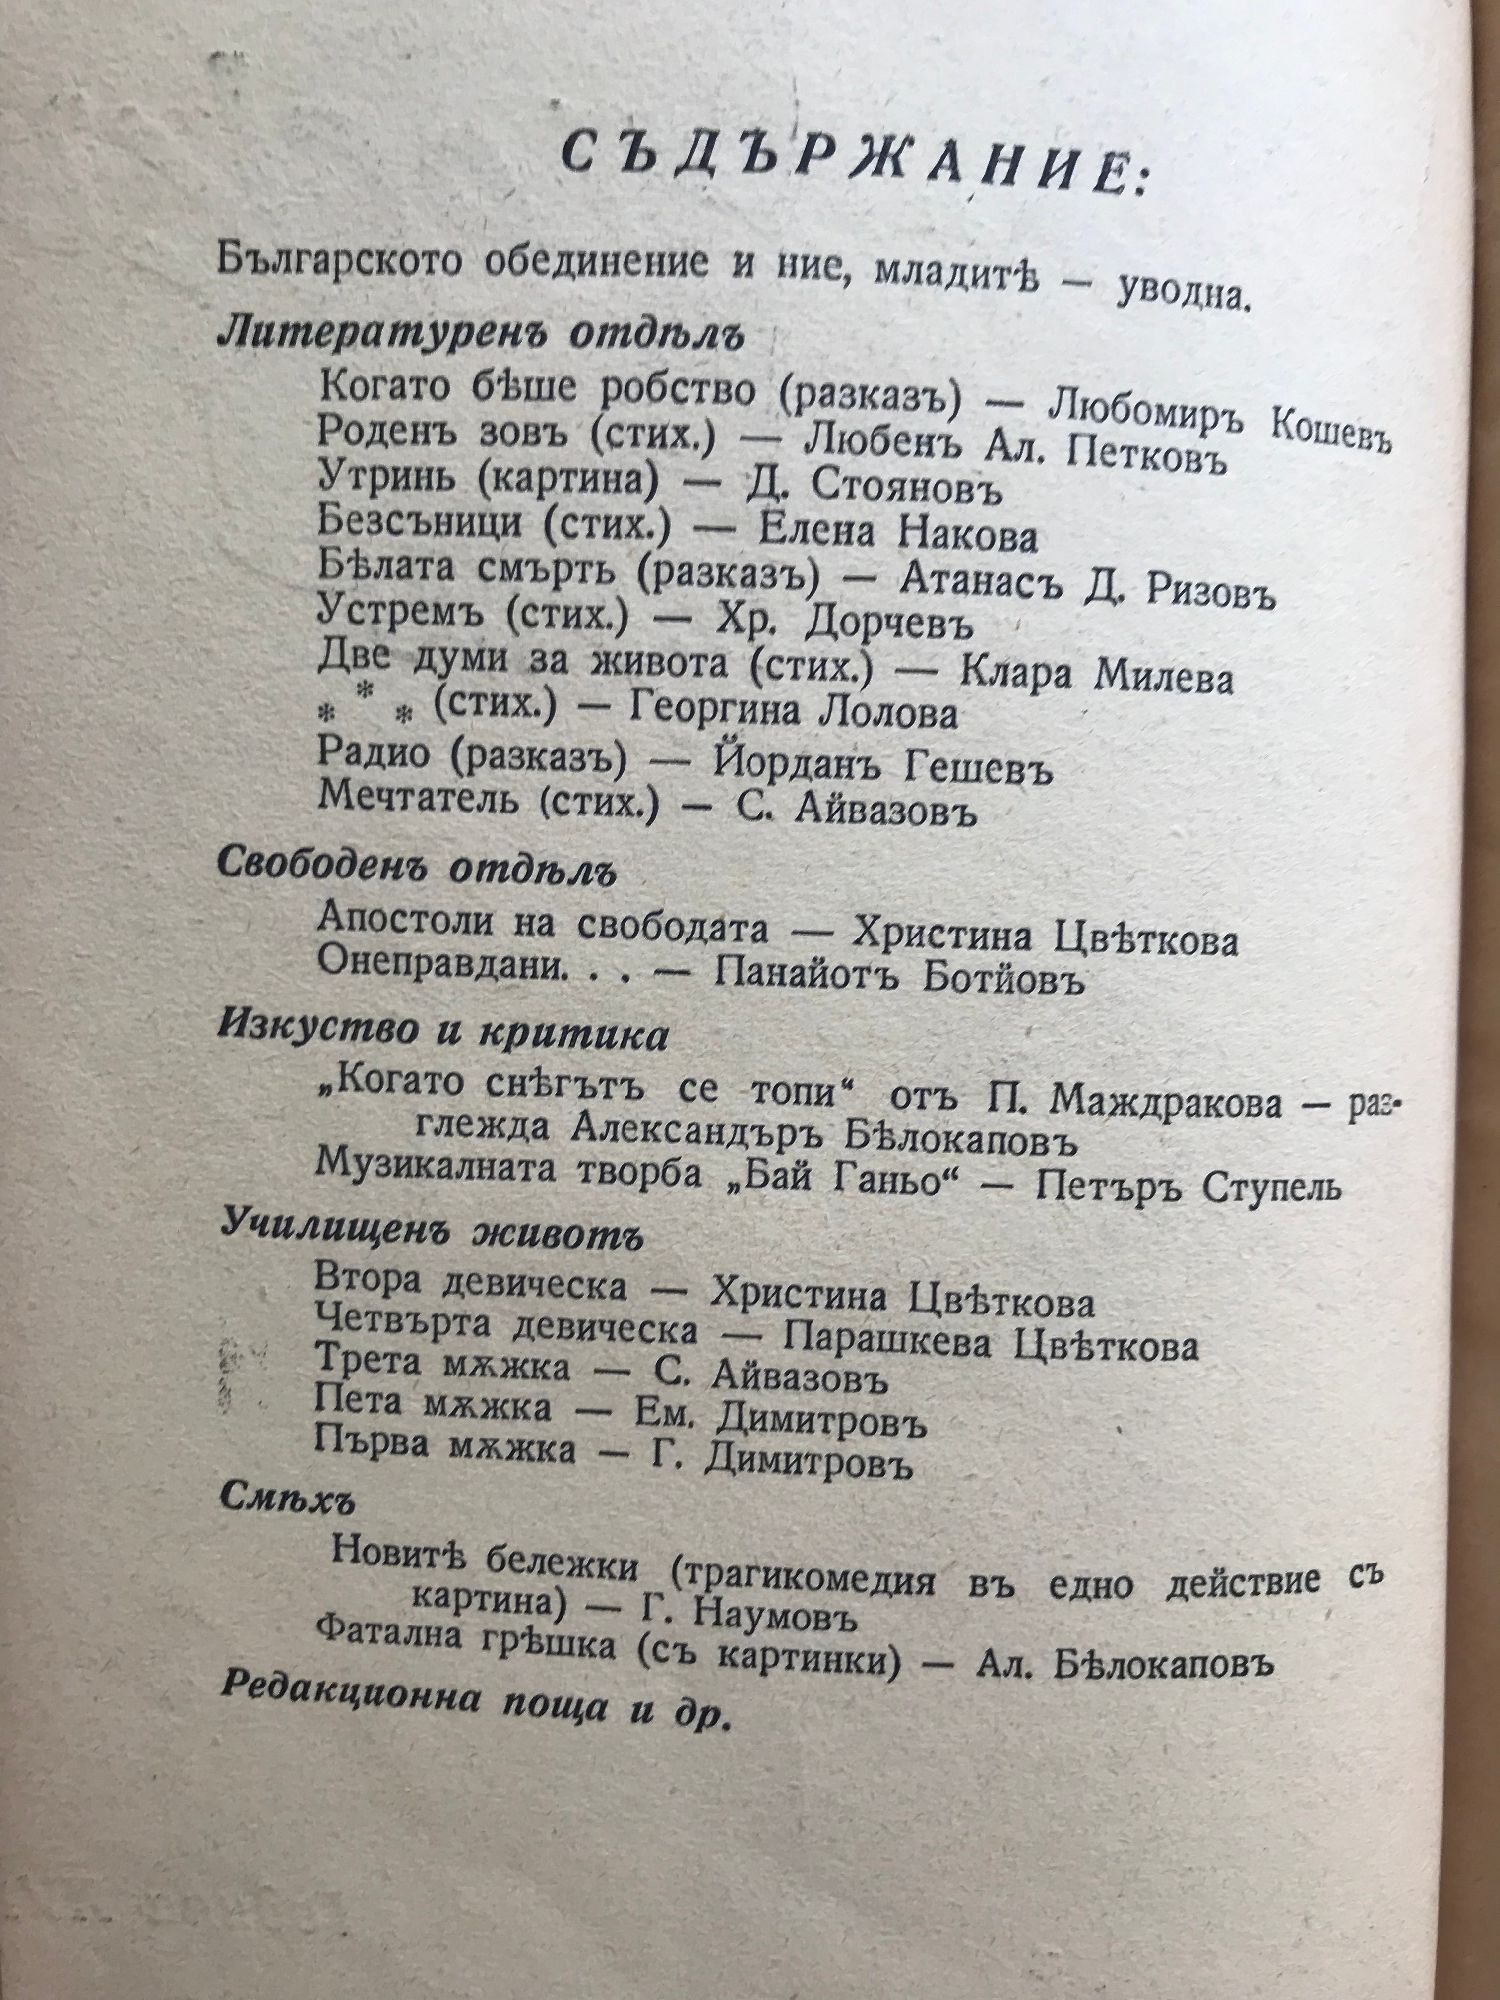 СЪДЪРЖАНИЕ:
Българското обединение и ние, младитѣ — уводна.
Литературенъ отдѣлъ
Когато бѣше робство (разказъ) — Любомиръ Кошевъ
Роденъ зовъ (стих.) — Любенъ Ал. Петковъ
Утринь (картина) — Д. Стояновъ
Безсъници (стих.) — Елена Накова
Бѣлата смърть (разказъ) — Атанасъ Д. Ризовъ
Устремъ (стих.) — Хр. Дорчевъ
Две думи за живота (стих.) — Клара Милева
* * * (стих.) — Георгина Лолова
Радио (разказъ) — Йорданъ Гешевъ
Мечтатель (стих.) — С. Айвазовъ
Свободенъ отдѣлъ
Апостоли на свободата — Христина Цвѣткова
Онеправдани. . . — Панайотъ Ботйовъ
Изкуство и критика
„Когато снѣгътъ се топи“ отъ П. Маждракова — раз-
глежда Александъръ Бѣлокаповъ
Музикалната творба „Бай Ганьо“ — Петъръ Ступель
Училищенъ животъ
Втора девическа — Христина Цвѣткова
Четвърта девическа — Парашкева Цвѣткова
Трета мѫжка — С. Айвазовъ
Пета мѫжка — Ем. Димитровъ
Първа мѫжка — Г. Димитровъ
Смѣхъ
Новитѣ бележки (трагикомедия въ едно действие съ
картина) — Г. Наумовъ
Фатална грѣшка (съ картинки) — Ал. Бѣлокаповъ
Редакционна поща и др.